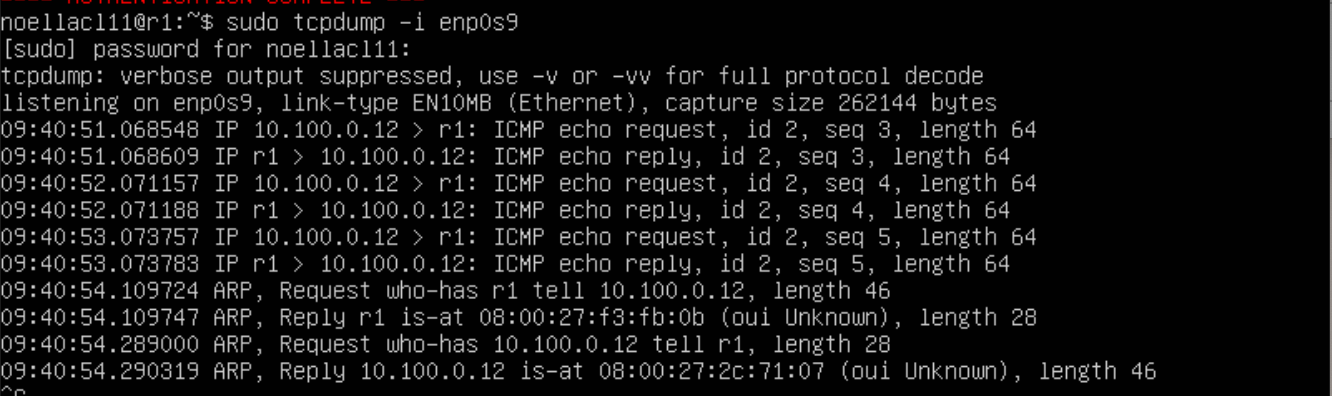 AUTHENTICATION COMPLETE
noellacl11@r1:~$ sudo tcpdump -i enp0s9
[sudo] password for noellacl11:
tcpdump: verbose output suppressed, use -v or -vv for full protocol decode
listening on enp0s9, link-type EN10MB (Ethernet), capture size 262144 bytes
09:40:51.068548 IP 10.100.0.12 > r1: ICMP echo request, id 2, seq 3, length 64
09:40:51.068609 IP r1 > 10.100.0.12: ICMP echo reply, id 2, seq 3, length 64
09:40:52.071157 IP 10.100.0.12 > r1: ICMP echo request, id 2, seq 4, length 64
09:40:52.071188 IP r1 > 10.100.0.12: ICMP echo reply, id 2, seq 4, length 64
09:40:53.073757 IP 10.100.0.12 > r1: ICMP echo request, id 2, seq 5, length 64
09:40:53.073783 IP r1 > 10.100.0.12: ICMP echo reply, id 2, seq 5, length 64
09:40:54.109724 ARP, Request who-has r1 tell 10.100.0.12, length 46
09:40:54.109747 ARP, Reply r1 is-at 08:00:27:f3:fb:0b (oui Unknown), length 28
09:40:54.289000 ARP, Request who-has 10.100.0.12 tell r1, length 28
09:40:54.290319 ARP, Reply 10.100.0.12 is-at 08:00:27:2c:71:07 (oui Unknown), length 46